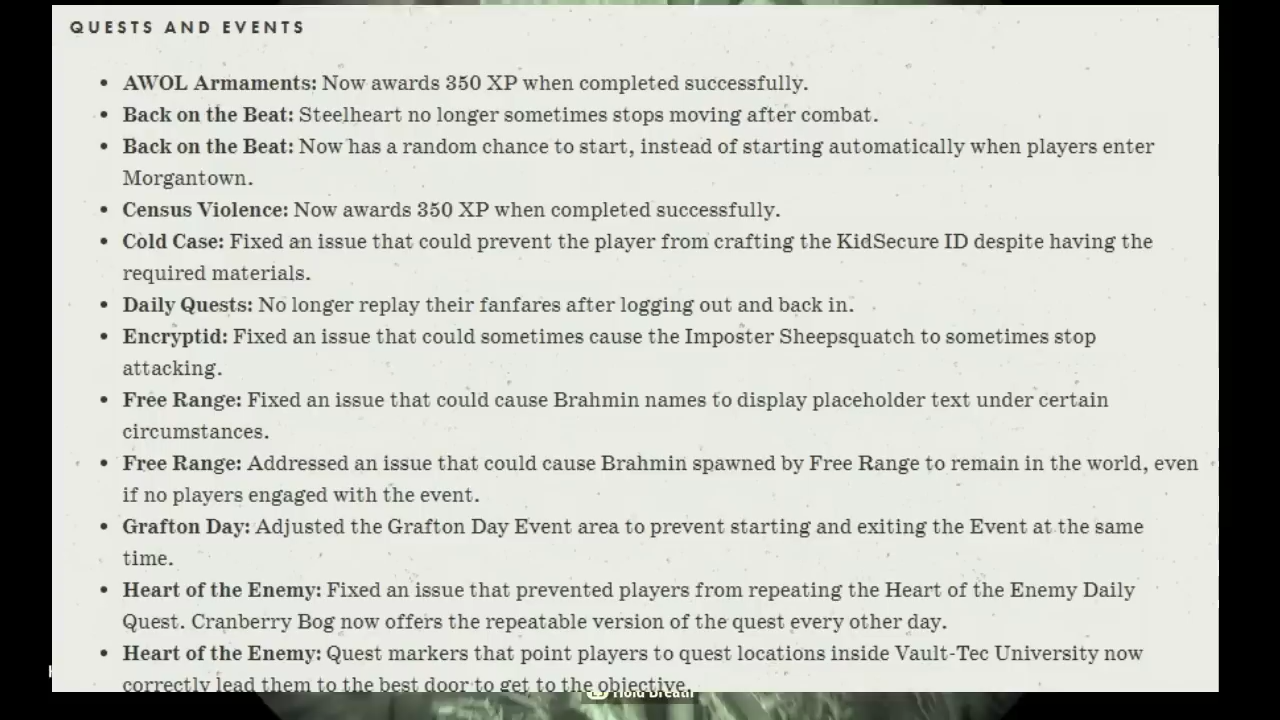 QUESTS AND EVENTS
• AWOL Armaments: Now awards 350 XP when completed successfully.
• Back on the Beat: Steelheart no longer sometimes stops moving after combat.
• Back on the Beat: Now has a random chance to start, instead of starting automatically when players enter
Morgantown.
• Census Violence: Now awards 350 XP when completed successfully.
• Cold Case: Fixed an issue that could prevent the player from crafting the KidSecure ID despite having the
required materials.
• Daily Quests: No longer replay their fanfares after logging out and back in.
• Encryptid: Fixed an issue that could sometimes cause the Imposter Sheepsquatch to sometimes stop
attacking.
• Free Range: Fixed an issue that could cause Brahmin names to display placeholder text under certain
circumstances.
• Free Range: Addressed an issue that could cause Brahmin spawned by Free Range to remain in the world, even
if no players engaged with the event.
• Grafton Day: Adjusted the Grafton Day Event area to prevent starting and exiting the Event at the same
time.
• Heart of the Enemy: Fixed an issue that prevented players from repeating the Heart of the Enemy Daily
Quest. Cranberry Bog now offers the repeatable version of the quest every other day.
• Heart of the Enemy: Quest markers that point players to quest locations inside Vault-Tec University now
correctly lead them to the best door to get to the objective.
Hold Breath